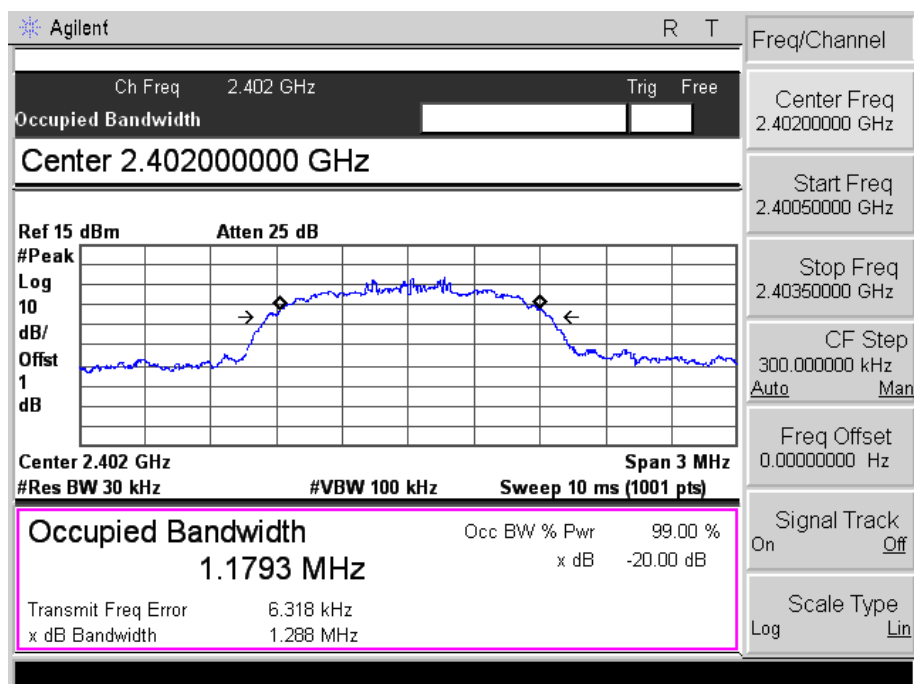 Agilent R T
Freq/Channel
Ch Freq 2.402 GHz Trig Free
Occupied Bandwidth
Center Freq
2.40200000 GHz
Center 2.402000000 GHz
Start Freq
2.40050000 GHz
Ref 15 dBm Atten 25 dB
#Peak
Log
10
dB/
Offst
1
dB
Stop Freq
2.40350000 GHz
CF Step
300.000000 kHz
Auto Man
Center 2.402 GHz Span 3 MHz
#Res BW 30 kHz #VBW 100 kHz Sweep 10 ms (1001 pts)
Freq Offset
0.00000000 Hz
Occupied Bandwidth
1.1793 MHz
Occ BW % Pwr 99.00 %
x dB -20.00 dB
Transmit Freq Error 6.318 kHz
x dB Bandwidth 1.288 MHz
Signal Track
On Off
Scale Type
Log Lin